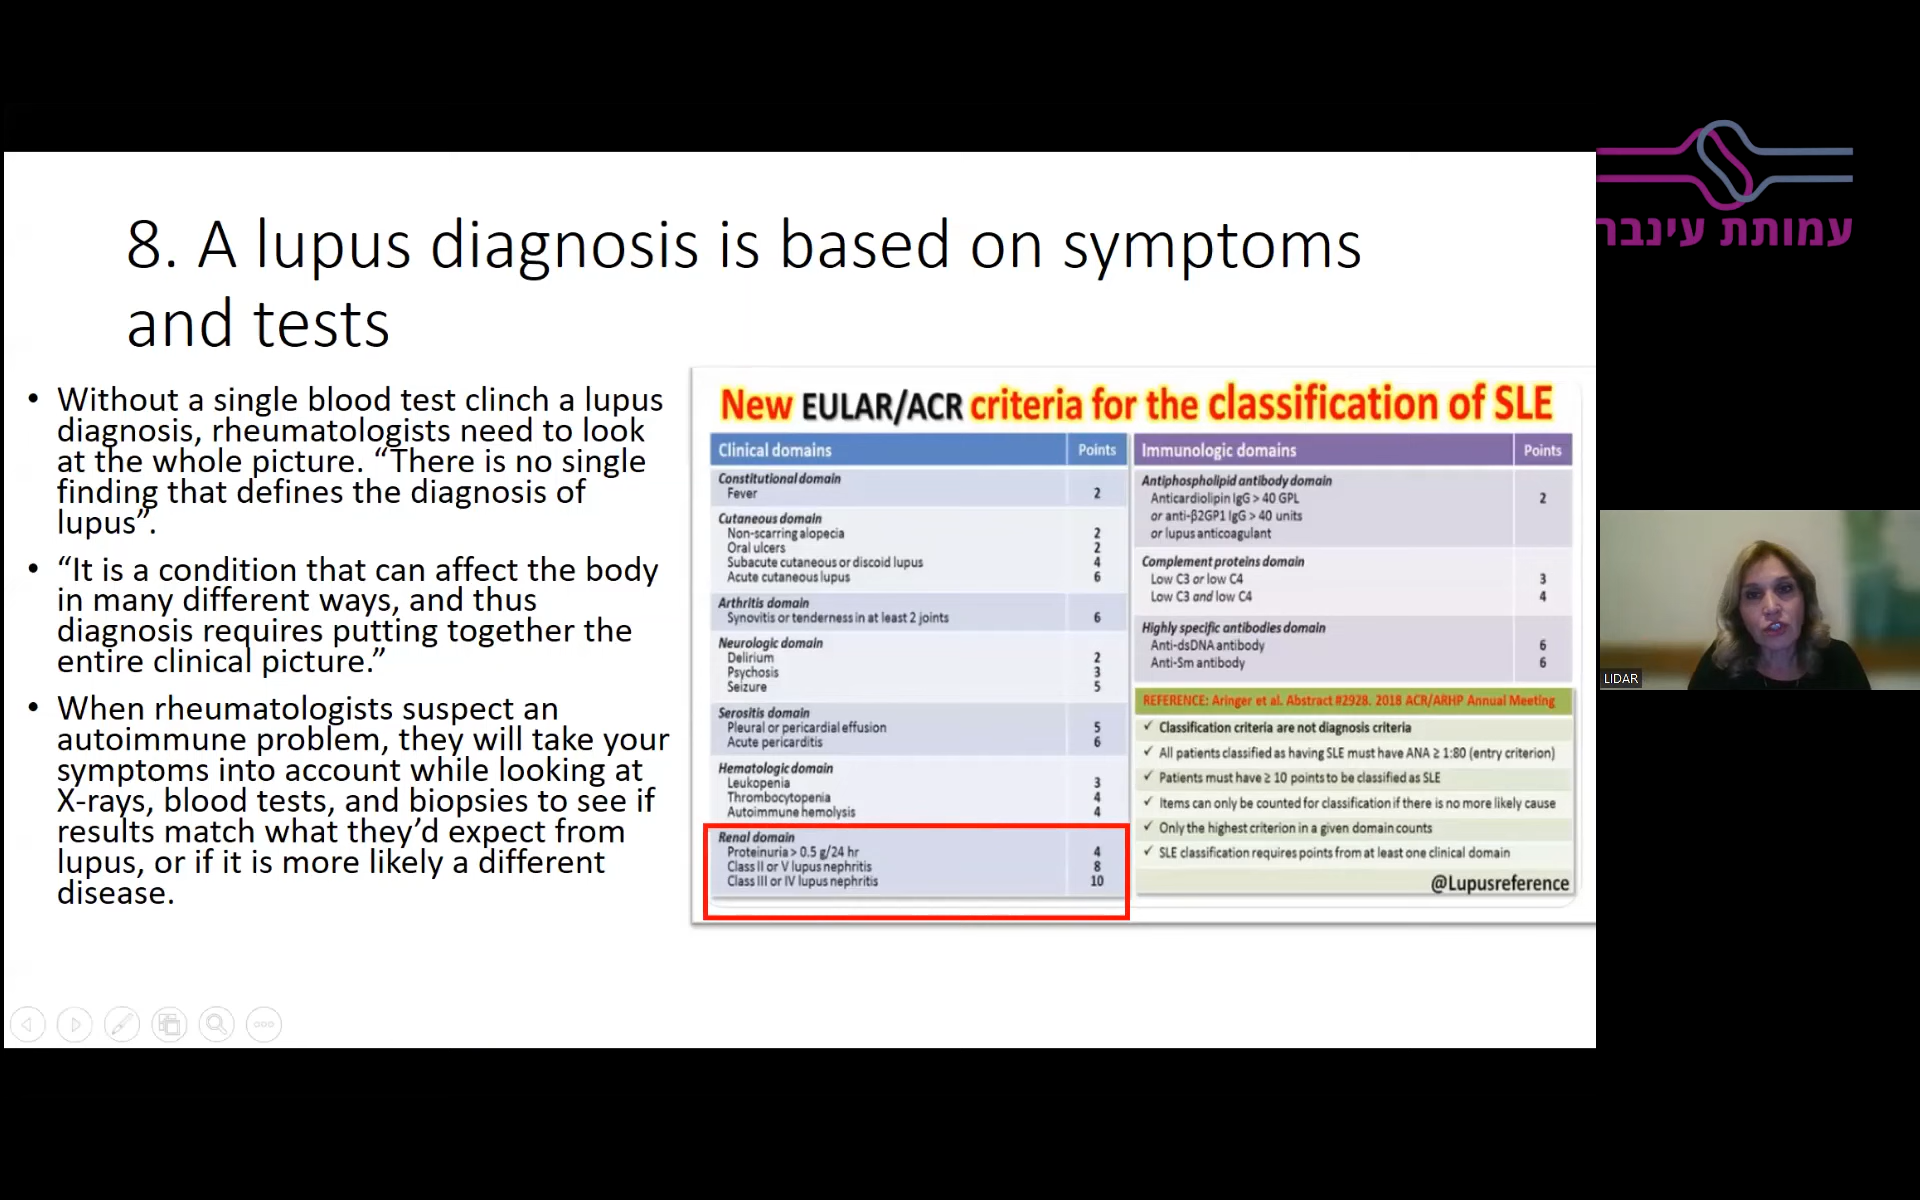 8. A lupus diagnosis is based on symptoms
and tests
• Without a single blood test clinch a lupus
diagnosis, rheumatologists need to look
at the whole picture. “There is no single
finding that defines the diagnosis of
lupus”.
• “It is a condition that can affect the body
in many different ways, and thus
diagnosis requires putting together the
entire clinical picture.”
• When rheumatologists suspect an
autoimmune problem, they will take your
symptoms into account while looking at
X-rays, blood tests, and biopsies to see if
results match what they’d expect from
lupus, or if it is more likely a different
disease.
New EULAR/ACR criteria for the classification of SLE
Clinical domains Points
Constitutional domain
Fever 2
Cutaneous domain
Non-scarring alopecia 2
Oral ulcers 2
Subacute cutaneous or discoid lupus 4
Acute cutaneous lupus 6
Arthritis domain
Synovitis or tenderness in at least 2 joints 6
Neurologic domain
Delirium 2
Psychosis 3
Seizure 5
Serositis domain
Pleural or pericardial effusion 5
Acute pericarditis 6
Hematologic domain
Leukopenia 3
Thrombocytopenia 4
Autoimmune hemolysis 4
Renal domain
Proteinuria > 0.5 g/24 hr 4
Class II or V lupus nephritis 8
Class III or IV lupus nephritis 10
Immunologic domains Points
Antiphospholipid antibody domain
Anticardiolipin IgG > 40 GPL 2
or anti-β2GP1 IgG > 40 units
or lupus anticoagulant
Complement proteins domain
Low C3 or low C4 3
Low C3 and low C4 4
Highly specific antibodies domain
Anti-dsDNA antibody 6
Anti-Sm antibody 6
REFERENCE: Aringer et al. Abstract #2928. 2018 ACR/ARHP Annual Meeting
✓ Classification criteria are not diagnosis criteria
✓ All patients classified as having SLE must have ANA ≥ 1:80 (entry criterion)
✓ Patients must have ≥ 10 points to be classified as SLE
✓ Items can only be counted for classification if there is no more likely cause
✓ Only the highest criterion in a given domain counts
✓ SLE classification requires points from at least one clinical domain
@Lupusreference
עמותת עינבר
LIDAR